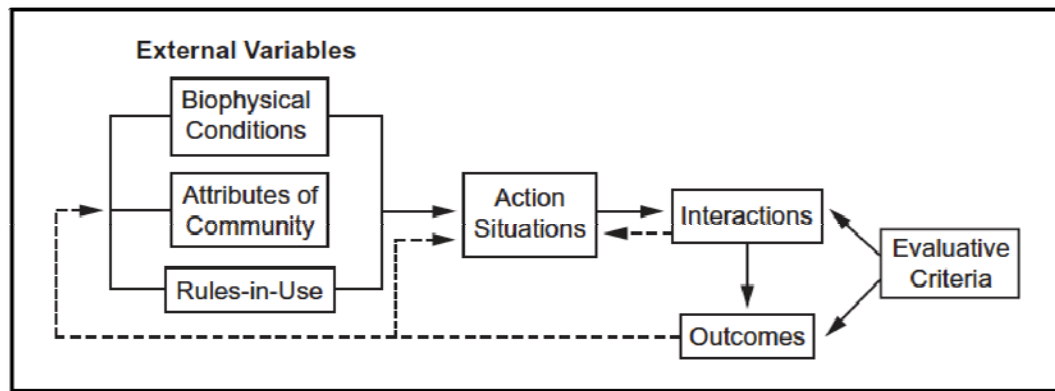 External Variables
Biophysical
Conditions
Attributes of
Community
Rules-in-Use
Action
Situations
Interactions
Outcomes
Evaluative
Criteria